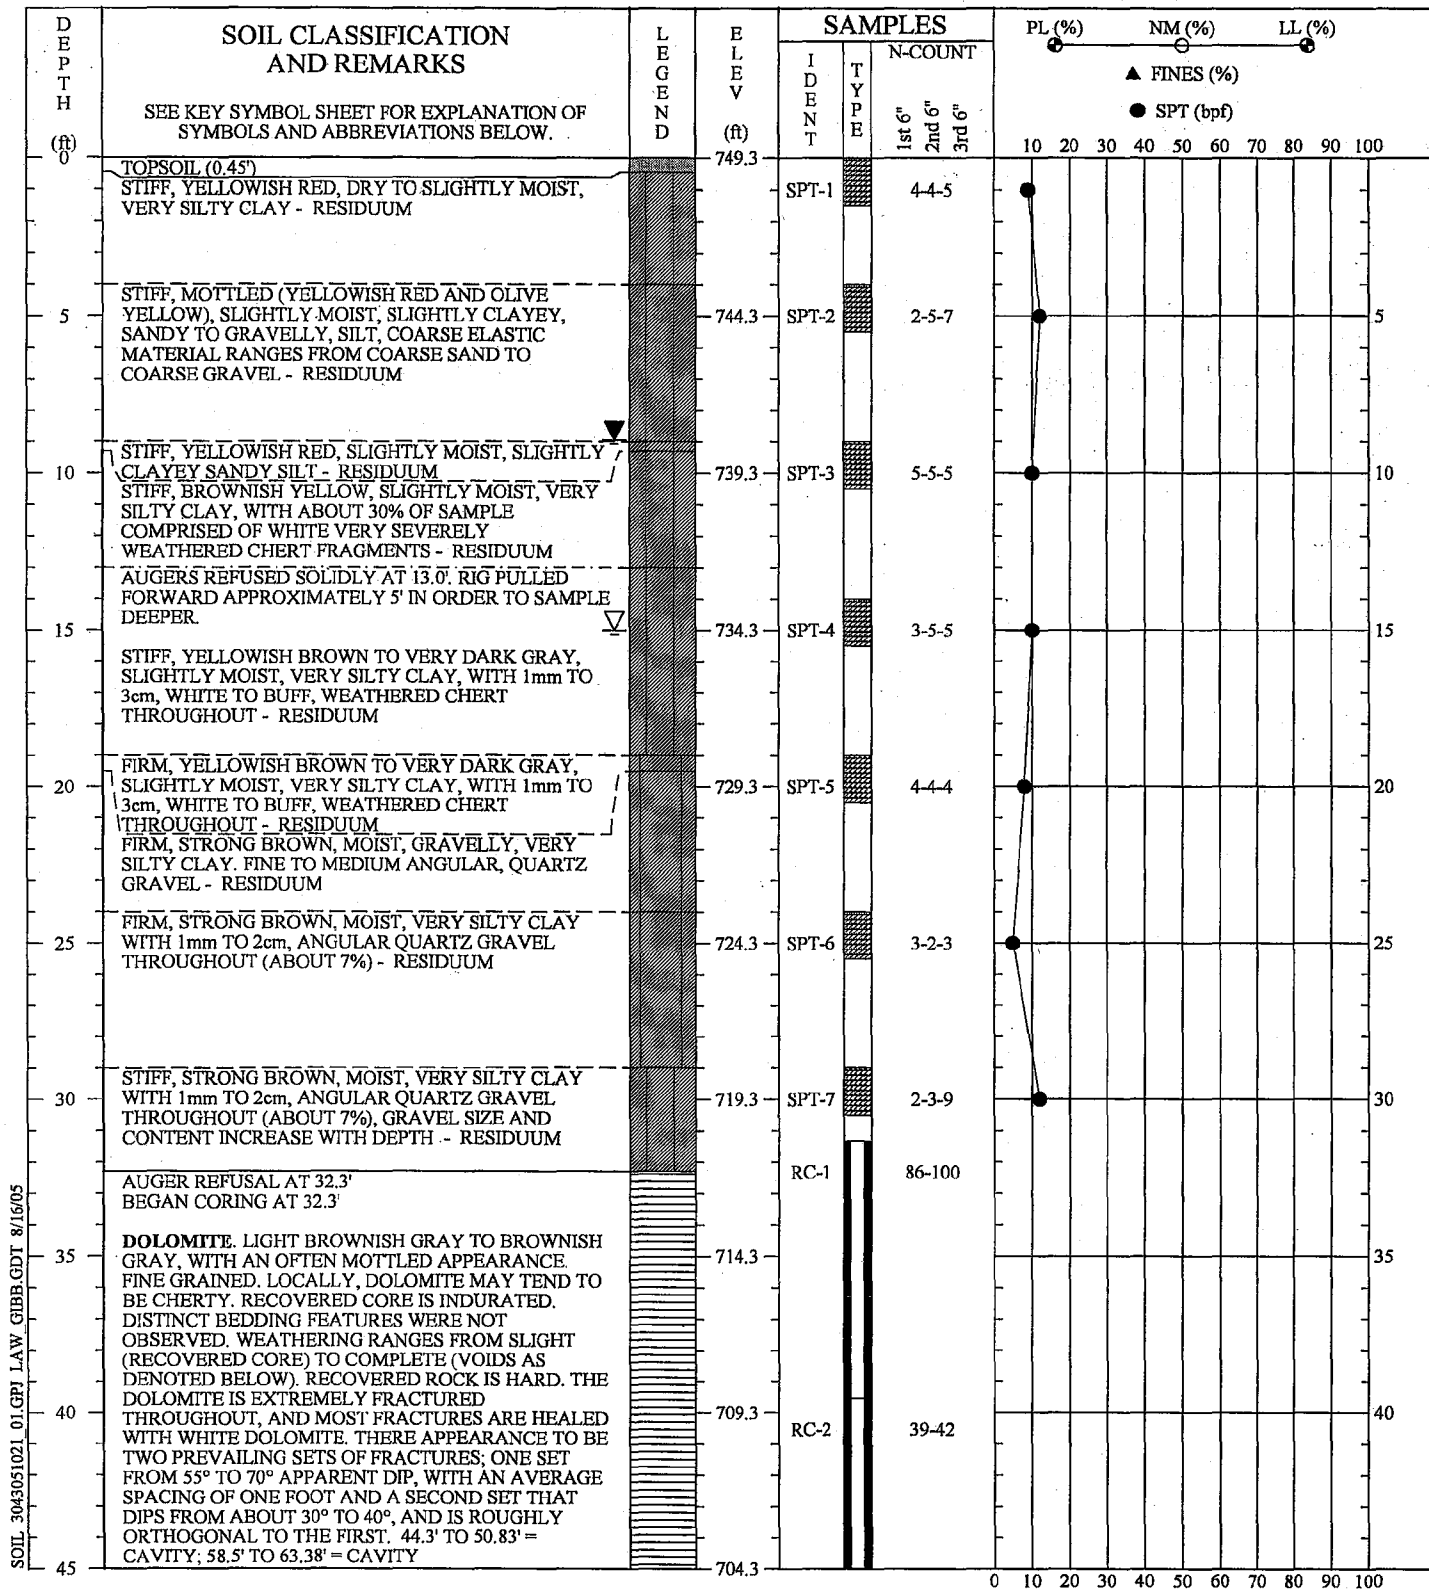 DEPTH (ft)
SOIL CLASSIFICATION
AND REMARKS
SEE KEY SYMBOL SHEET FOR EXPLANATION OF
SYMBOLS AND ABBREVIATIONS BELOW.
LEGEND
ELEV (ft)
SAMPLES
IDENT
TYPE
N-COUNT
1st 6"
2nd 6"
3rd 6"
PL (%) NM (%) LL (%)
▲ FINES (%)
● SPT (bpf)
10 20 30 40 50 60 70 80 90 100
0 749.3
TOPSOIL (0.45')
STIFF, YELLOWISH RED, DRY TO SLIGHTLY MOIST,
VERY SILTY CLAY - RESIDUUM
SPT-1 4-4-5
STIFF, MOTTLED (YELLOWISH RED AND OLIVE
YELLOW), SLIGHTLY MOIST, SLIGHTLY CLAYEY,
SANDY TO GRAVELLY, SILT, COARSE ELASTIC
MATERIAL RANGES FROM COARSE SAND TO
COARSE GRAVEL - RESIDUUM
5 744.3 SPT-2 2-5-7 5
STIFF, YELLOWISH RED, SLIGHTLY MOIST, SLIGHTLY
CLAYEY SANDY SILT - RESIDUUM
10 739.3 SPT-3 5-5-5 10
STIFF, BROWNISH YELLOW, SLIGHTLY MOIST, VERY
SILTY CLAY, WITH ABOUT 30% OF SAMPLE
COMPRISED OF WHITE VERY SEVERELY
WEATHERED CHERT FRAGMENTS - RESIDUUM
AUGERS REFUSED SOLIDLY AT 13.0'. RIG PULLED
FORWARD APPROXIMATELY 5' IN ORDER TO SAMPLE
DEEPER.
15 734.3 SPT-4 3-5-5 15
STIFF, YELLOWISH BROWN TO VERY DARK GRAY,
SLIGHTLY MOIST, VERY SILTY CLAY, WITH 1mm TO
3cm, WHITE TO BUFF, WEATHERED CHERT
THROUGHOUT - RESIDUUM
FIRM, YELLOWISH BROWN TO VERY DARK GRAY,
SLIGHTLY MOIST, VERY SILTY CLAY, WITH 1mm TO
3cm, WHITE TO BUFF, WEATHERED CHERT
THROUGHOUT - RESIDUUM
20 729.3 SPT-5 4-4-4 20
FIRM, STRONG BROWN, MOIST, GRAVELLY, VERY
SILTY CLAY. FINE TO MEDIUM ANGULAR, QUARTZ
GRAVEL - RESIDUUM
FIRM, STRONG BROWN, MOIST, VERY SILTY CLAY
WITH 1mm TO 2cm, ANGULAR QUARTZ GRAVEL
THROUGHOUT (ABOUT 7%) - RESIDUUM
25 724.3 SPT-6 3-2-3 25
STIFF, STRONG BROWN, MOIST, VERY SILTY CLAY
WITH 1mm TO 2cm, ANGULAR QUARTZ GRAVEL
THROUGHOUT (ABOUT 7%), GRAVEL SIZE AND
CONTENT INCREASE WITH DEPTH - RESIDUUM
30 719.3 SPT-7 2-3-9 30
AUGER REFUSAL AT 32.3'
BEGAN CORING AT 32.3'
RC-1 86-100
DOLOMITE. LIGHT BROWNISH GRAY TO BROWNISH
GRAY, WITH AN OFTEN MOTTLED APPEARANCE.
FINE GRAINED. LOCALLY, DOLOMITE MAY TEND TO
BE CHERTY. RECOVERED CORE IS INDURATED.
DISTINCT BEDDING FEATURES WERE NOT
OBSERVED. WEATHERING RANGES FROM SLIGHT
(RECOVERED CORE) TO COMPLETE (VOIDS AS
DENOTED BELOW). RECOVERED ROCK IS HARD. THE
DOLOMITE IS EXTREMELY FRACTURED
THROUGHOUT, AND MOST FRACTURES ARE HEALED
WITH WHITE DOLOMITE. THERE APPEARANCE TO BE
TWO PREVAILING SETS OF FRACTURES; ONE SET
FROM 55° TO 70° APPARENT DIP, WITH AN AVERAGE
SPACING OF ONE FOOT AND A SECOND SET THAT
DIPS FROM ABOUT 30° TO 40°, AND IS ROUGHLY
ORTHOGONAL TO THE FIRST. 44.3' TO 50.83' =
CAVITY; 58.5' TO 63.38' = CAVITY
35 714.3 35
40 709.3 40
RC-2 39-42
45 704.3
0 10 20 30 40 50 60 70 80 90 100
SOIL 3043051021_01.GPJ LAW_GIBB.GDT 8/16/05